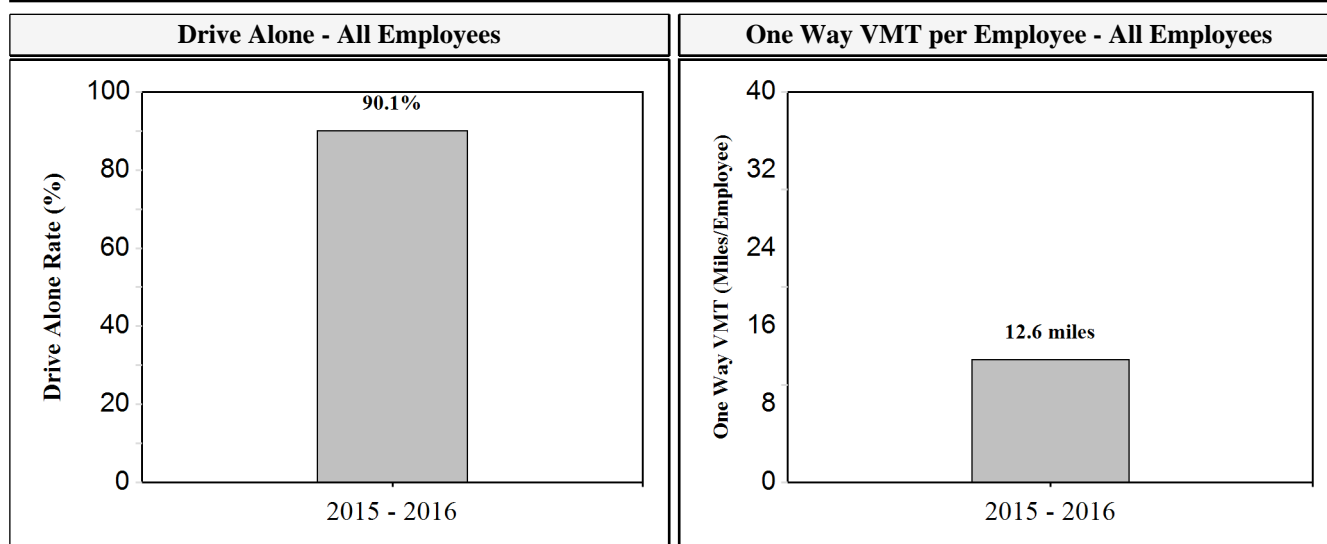 Drive Alone - All Employees
One Way VMT per Employee - All Employees
Drive Alone Rate (%)
100
80
60
40
20
0
90.1%
2015 - 2016
One Way VMT (Miles/Employee)
40
32
24
16
8
0
12.6 miles
2015 - 2016